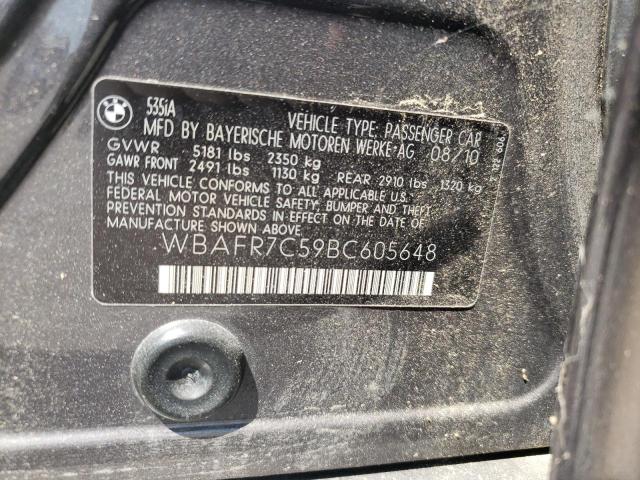 BMW
535iA
VEHICLE TYPE: PASSENGER CAR
MFD BY BAYERISCHE MOTOREN WERKE AG 08/10
GVWR 5181 lbs 2350 kg
GAWR FRONT 2491 lbs 1130 kg REAR 2910 lbs 1320 kg
THIS VEHICLE CONFORMS TO ALL APPLICABLE U.S.
FEDERAL MOTOR VEHICLE SAFETY, BUMPER AND THEFT
PREVENTION STANDARDS IN EFFECT ON THE DATE OF
MANUFACTURE SHOWN ABOVE.
WBAFR7C59BC605648